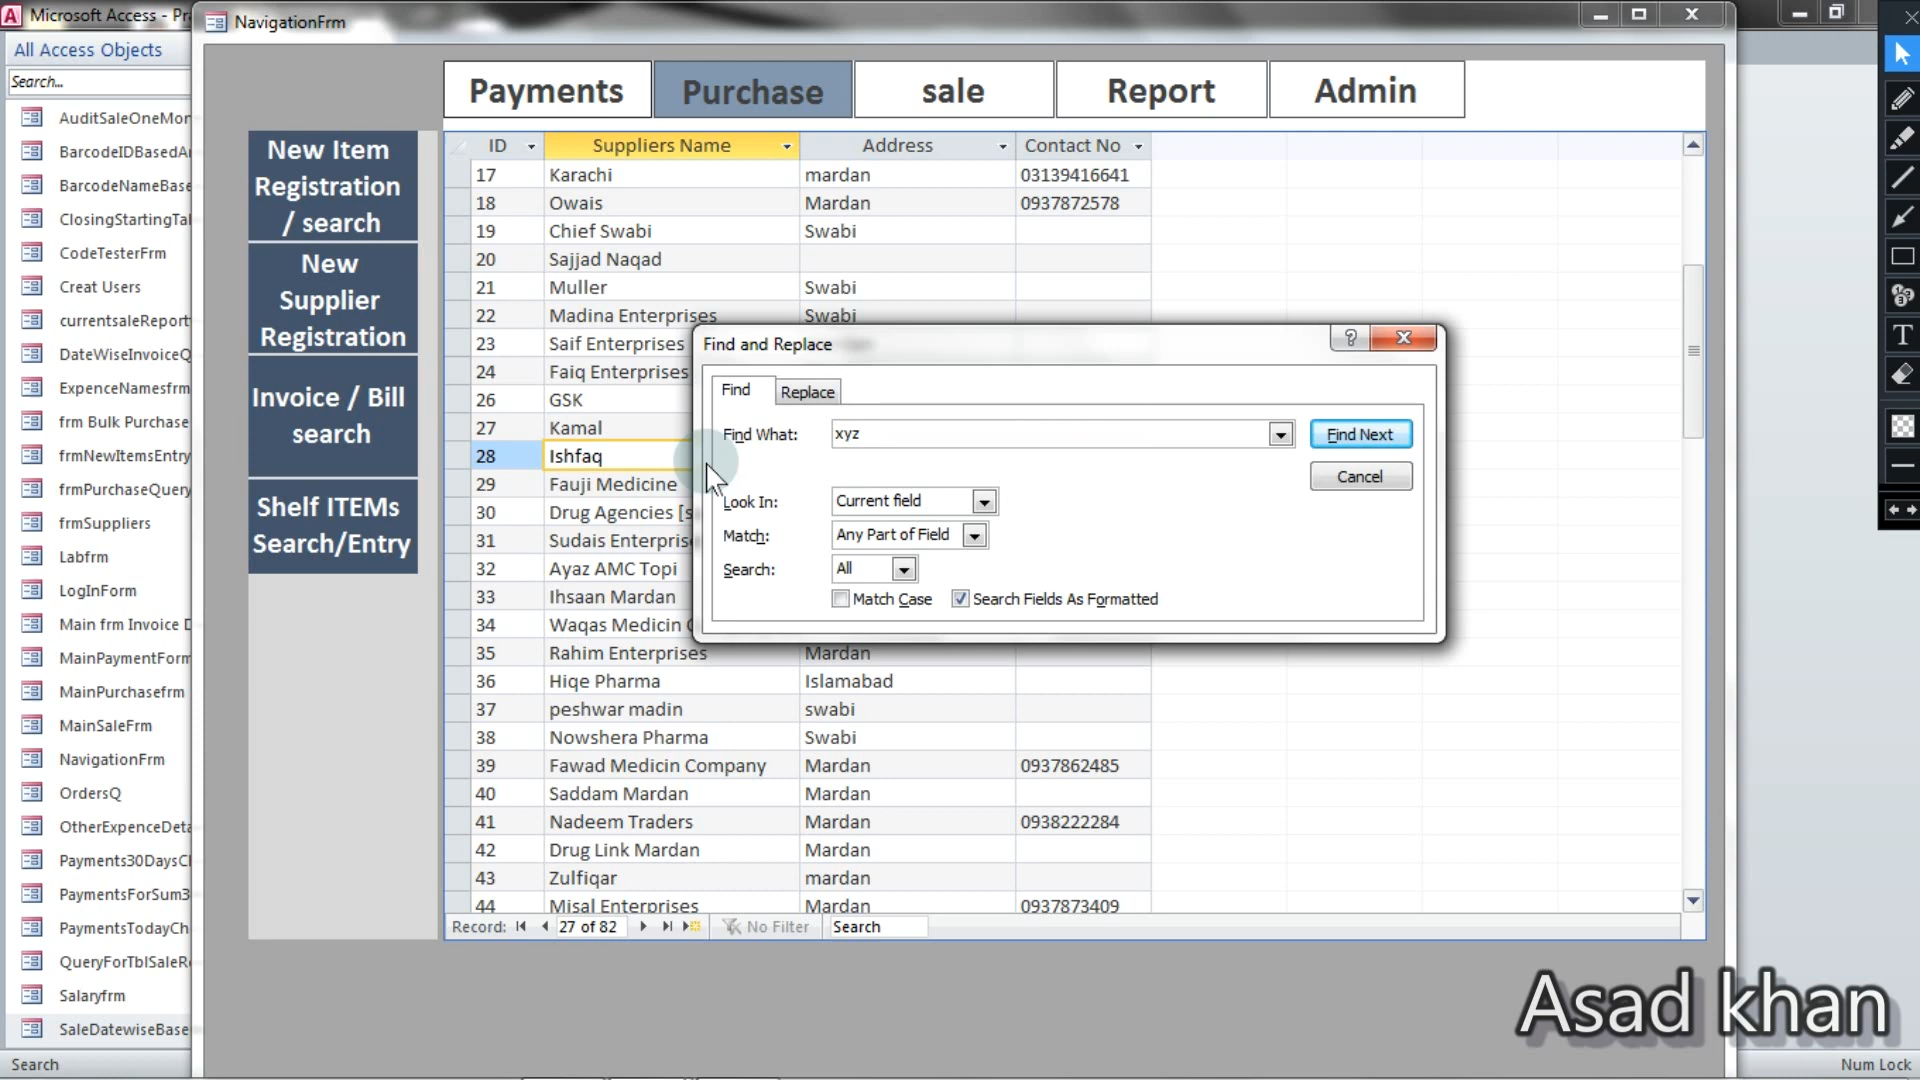 Microsoft Access - Pr
NavigationFrm
All Access Objects
Search...
AuditSaleOneMon
BarcodeIDBasedAn
BarcodeNameBase
ClosingStartingTal
CodeTesterFrm
Creat Users
currentsaleReport
DateWiseInvoiceQ
ExpenceNamesfrm
frm Bulk Purchase
frmNewItemsEntry
frmPurchaseQuery
frmSuppliers
Labfrm
LogInForm
Main frm Invoice D
MainPaymentForm
MainPurchasefrm
MainSaleFrm
NavigationFrm
OrdersQ
OtherExpenceDeta
Payments30DaysCl
PaymentsForSum3
PaymentsTodayCh
QueryForTblSaleRe
Salaryfrm
SaleDatewiseBase
Search
Payments Purchase sale Report Admin
New Item
Registration
/ search
New
Supplier
Registration
Invoice / Bill
search
Shelf ITEMs
Search/Entry
ID Suppliers Name Address Contact No
17 Karachi mardan 03139416641
18 Owais Mardan 0937872578
19 Chief Swabi Swabi
20 Sajjad Naqad
21 Muller Swabi
22 Madina Enterprises Swabi
23 Saif Enterprises
24 Faiq Enterprises
26 GSK
27 Kamal
28 Ishfaq
29 Fauji Medicine
30 Drug Agencies [s
31 Sudais Enterprise
32 Ayaz AMC Topi
33 Ihsaan Mardan
34 Waqas Medicin C
35 Rahim Enterprises Mardan
36 Hiqe Pharma Islamabad
37 peshwar madin swabi
38 Nowshera Pharma Swabi
39 Fawad Medicin Company Mardan 0937862485
40 Saddam Mardan Mardan
41 Nadeem Traders Mardan 0938222284
42 Drug Link Mardan Mardan
43 Zulfiqar mardan
44 Misal Enterprises Mardan 0937873409
Record: 27 of 82 No Filter Search
Find and Replace
Find Replace
Find What: xyz Find Next
Cancel
Look In: Current field
Match: Any Part of Field
Search: All
Match Case Search Fields As Formatted
T
Asad khan
Num Lock